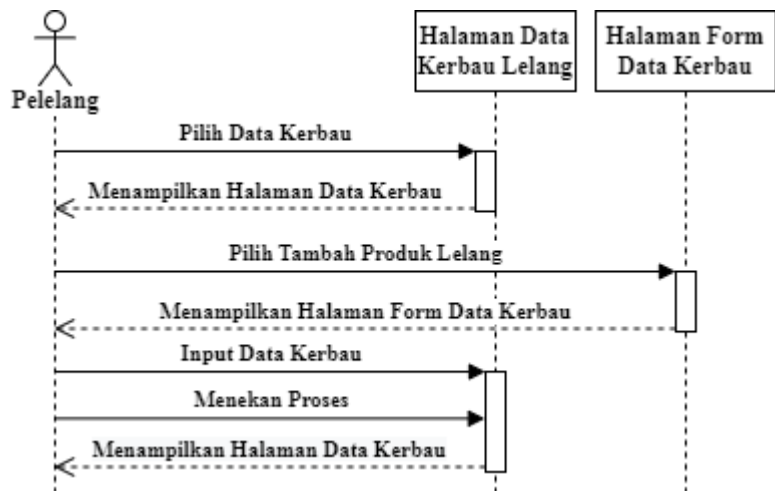 Halaman Data
Kerbau Lelang
Halaman Form
Data Kerbau
Pelelang
Pilih Data Kerbau
Menampilkan Halaman Data Kerbau
Pilih Tambah Produk Lelang
Menampilkan Halaman Form Data Kerbau
Input Data Kerbau
Menekan Proses
Menampilkan Halaman Data Kerbau